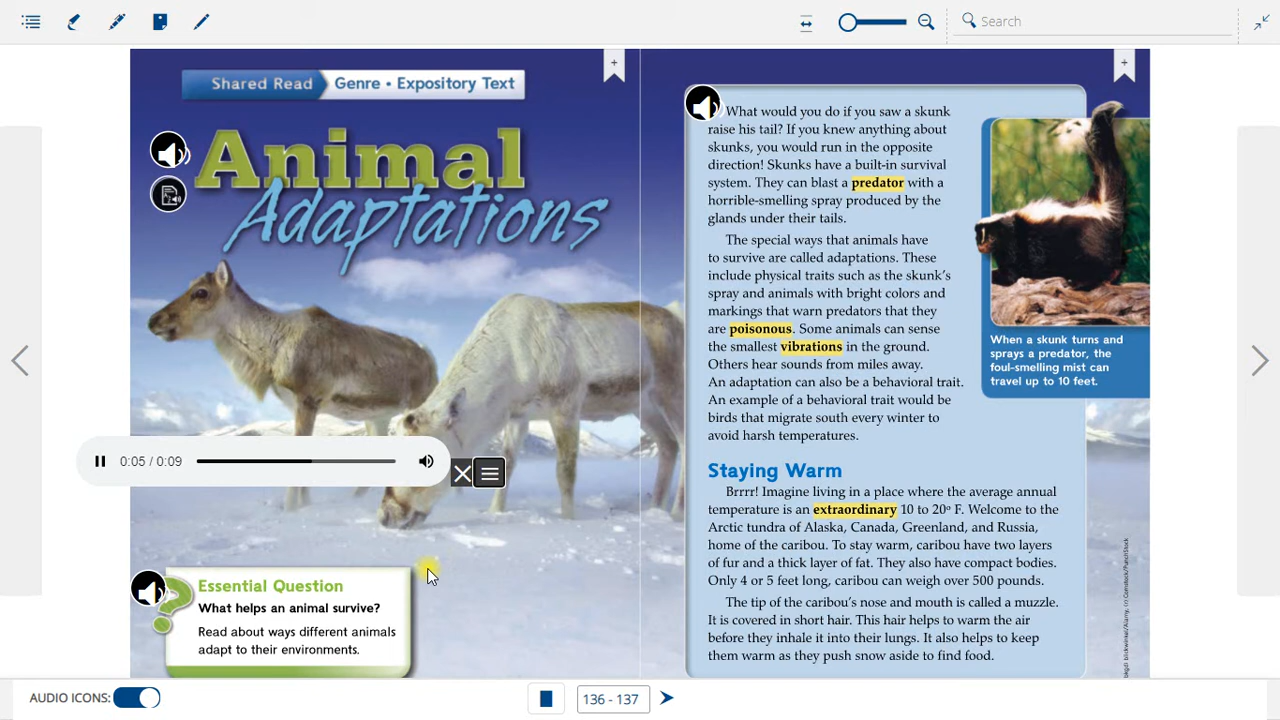 Search
Shared Read
Genre • Expository Text
Animal
Adaptations
0:05 / 0:09
Essential Question
What helps an animal survive?
Read about ways different animals
adapt to their environments.
What would you do if you saw a skunk
raise his tail? If you knew anything about
skunks, you would run in the opposite
direction! Skunks have a built-in survival
system. They can blast a predator with a
horrible-smelling spray produced by the
glands under their tails.
The special ways that animals have
to survive are called adaptations. These
include physical traits such as the skunk's
spray and animals with bright colors and
markings that warn predators that they
are poisonous. Some animals can sense
the smallest vibrations in the ground.
Others hear sounds from miles away.
An adaptation can also be a behavioral trait.
An example of a behavioral trait would be
birds that migrate south every winter to
avoid harsh temperatures.
When a skunk turns and
sprays a predator, the
foul-smelling mist can
travel up to 10 feet.
Staying Warm
Brrrr! Imagine living in a place where the average annual
temperature is an extraordinary 10 to 20º F. Welcome to the
Arctic tundra of Alaska, Canada, Greenland, and Russia,
home of the caribou. To stay warm, caribou have two layers
of fur and a thick layer of fat. They also have compact bodies.
Only 4 or 5 feet long, caribou can weigh over 500 pounds.
The tip of the caribou's nose and mouth is called a muzzle.
It is covered in short hair. This hair helps to warm the air
before they inhale it into their lungs. It also helps to keep
them warm as they push snow aside to find food.
AUDIO ICONS:
136 - 137